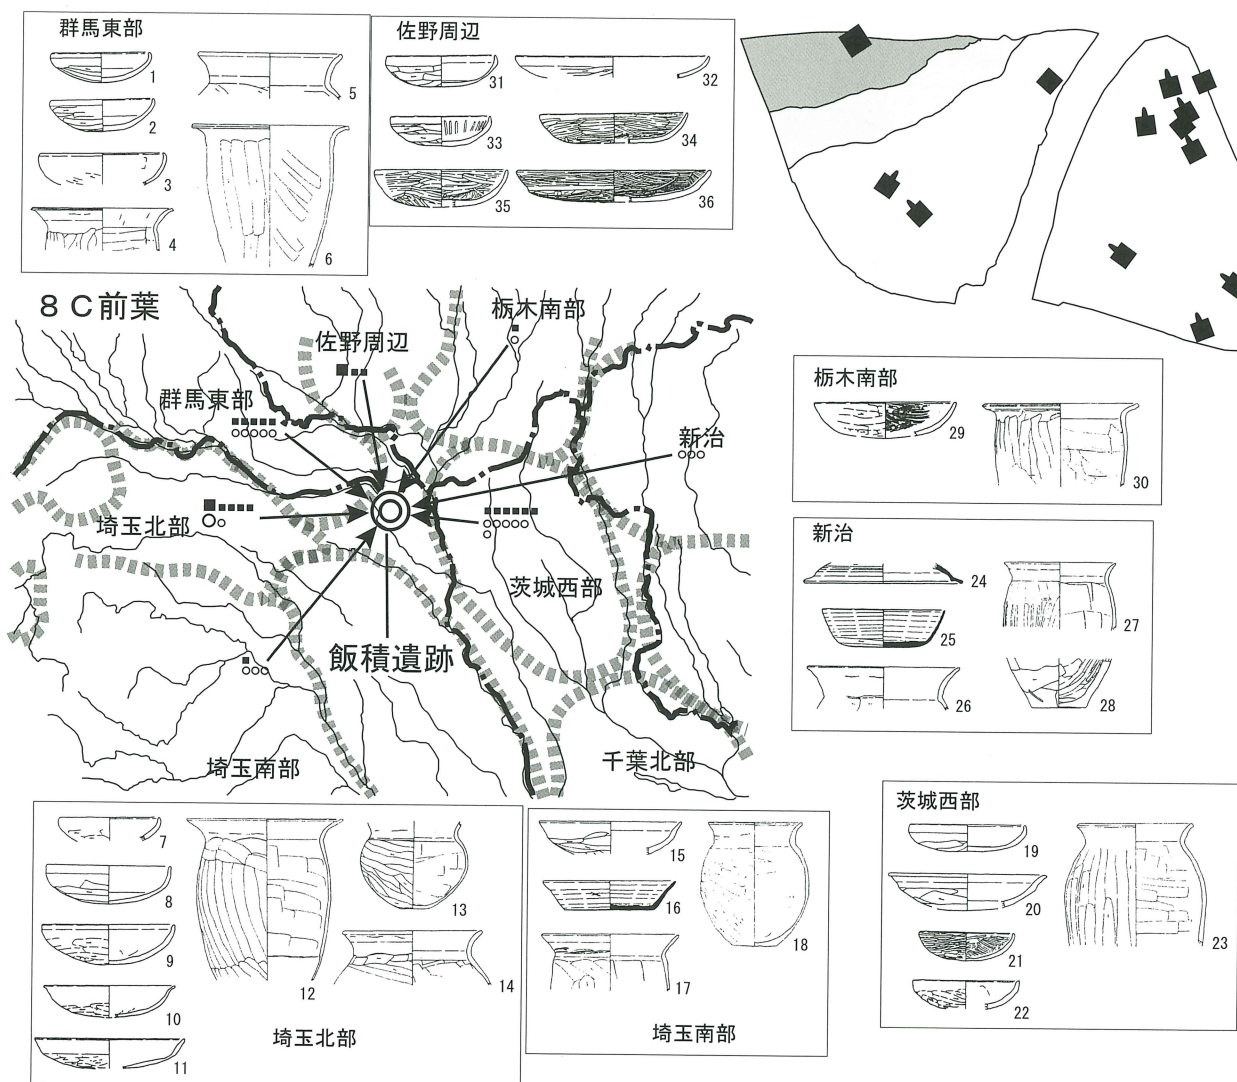 群馬東部
1
2
3
4
5
6
佐野周辺
31
32
33
34
35
36
8C前葉
栃木南部
佐野周辺
群馬東部
新治
埼玉北部
茨城西部
飯積遺跡
埼玉南部
千葉北部
栃木南部
29
30
新治
24
25
26
27
28
7
8
9
10
11
12
13
14
埼玉北部
15
16
17
18
埼玉南部
茨城西部
19
20
21
22
23